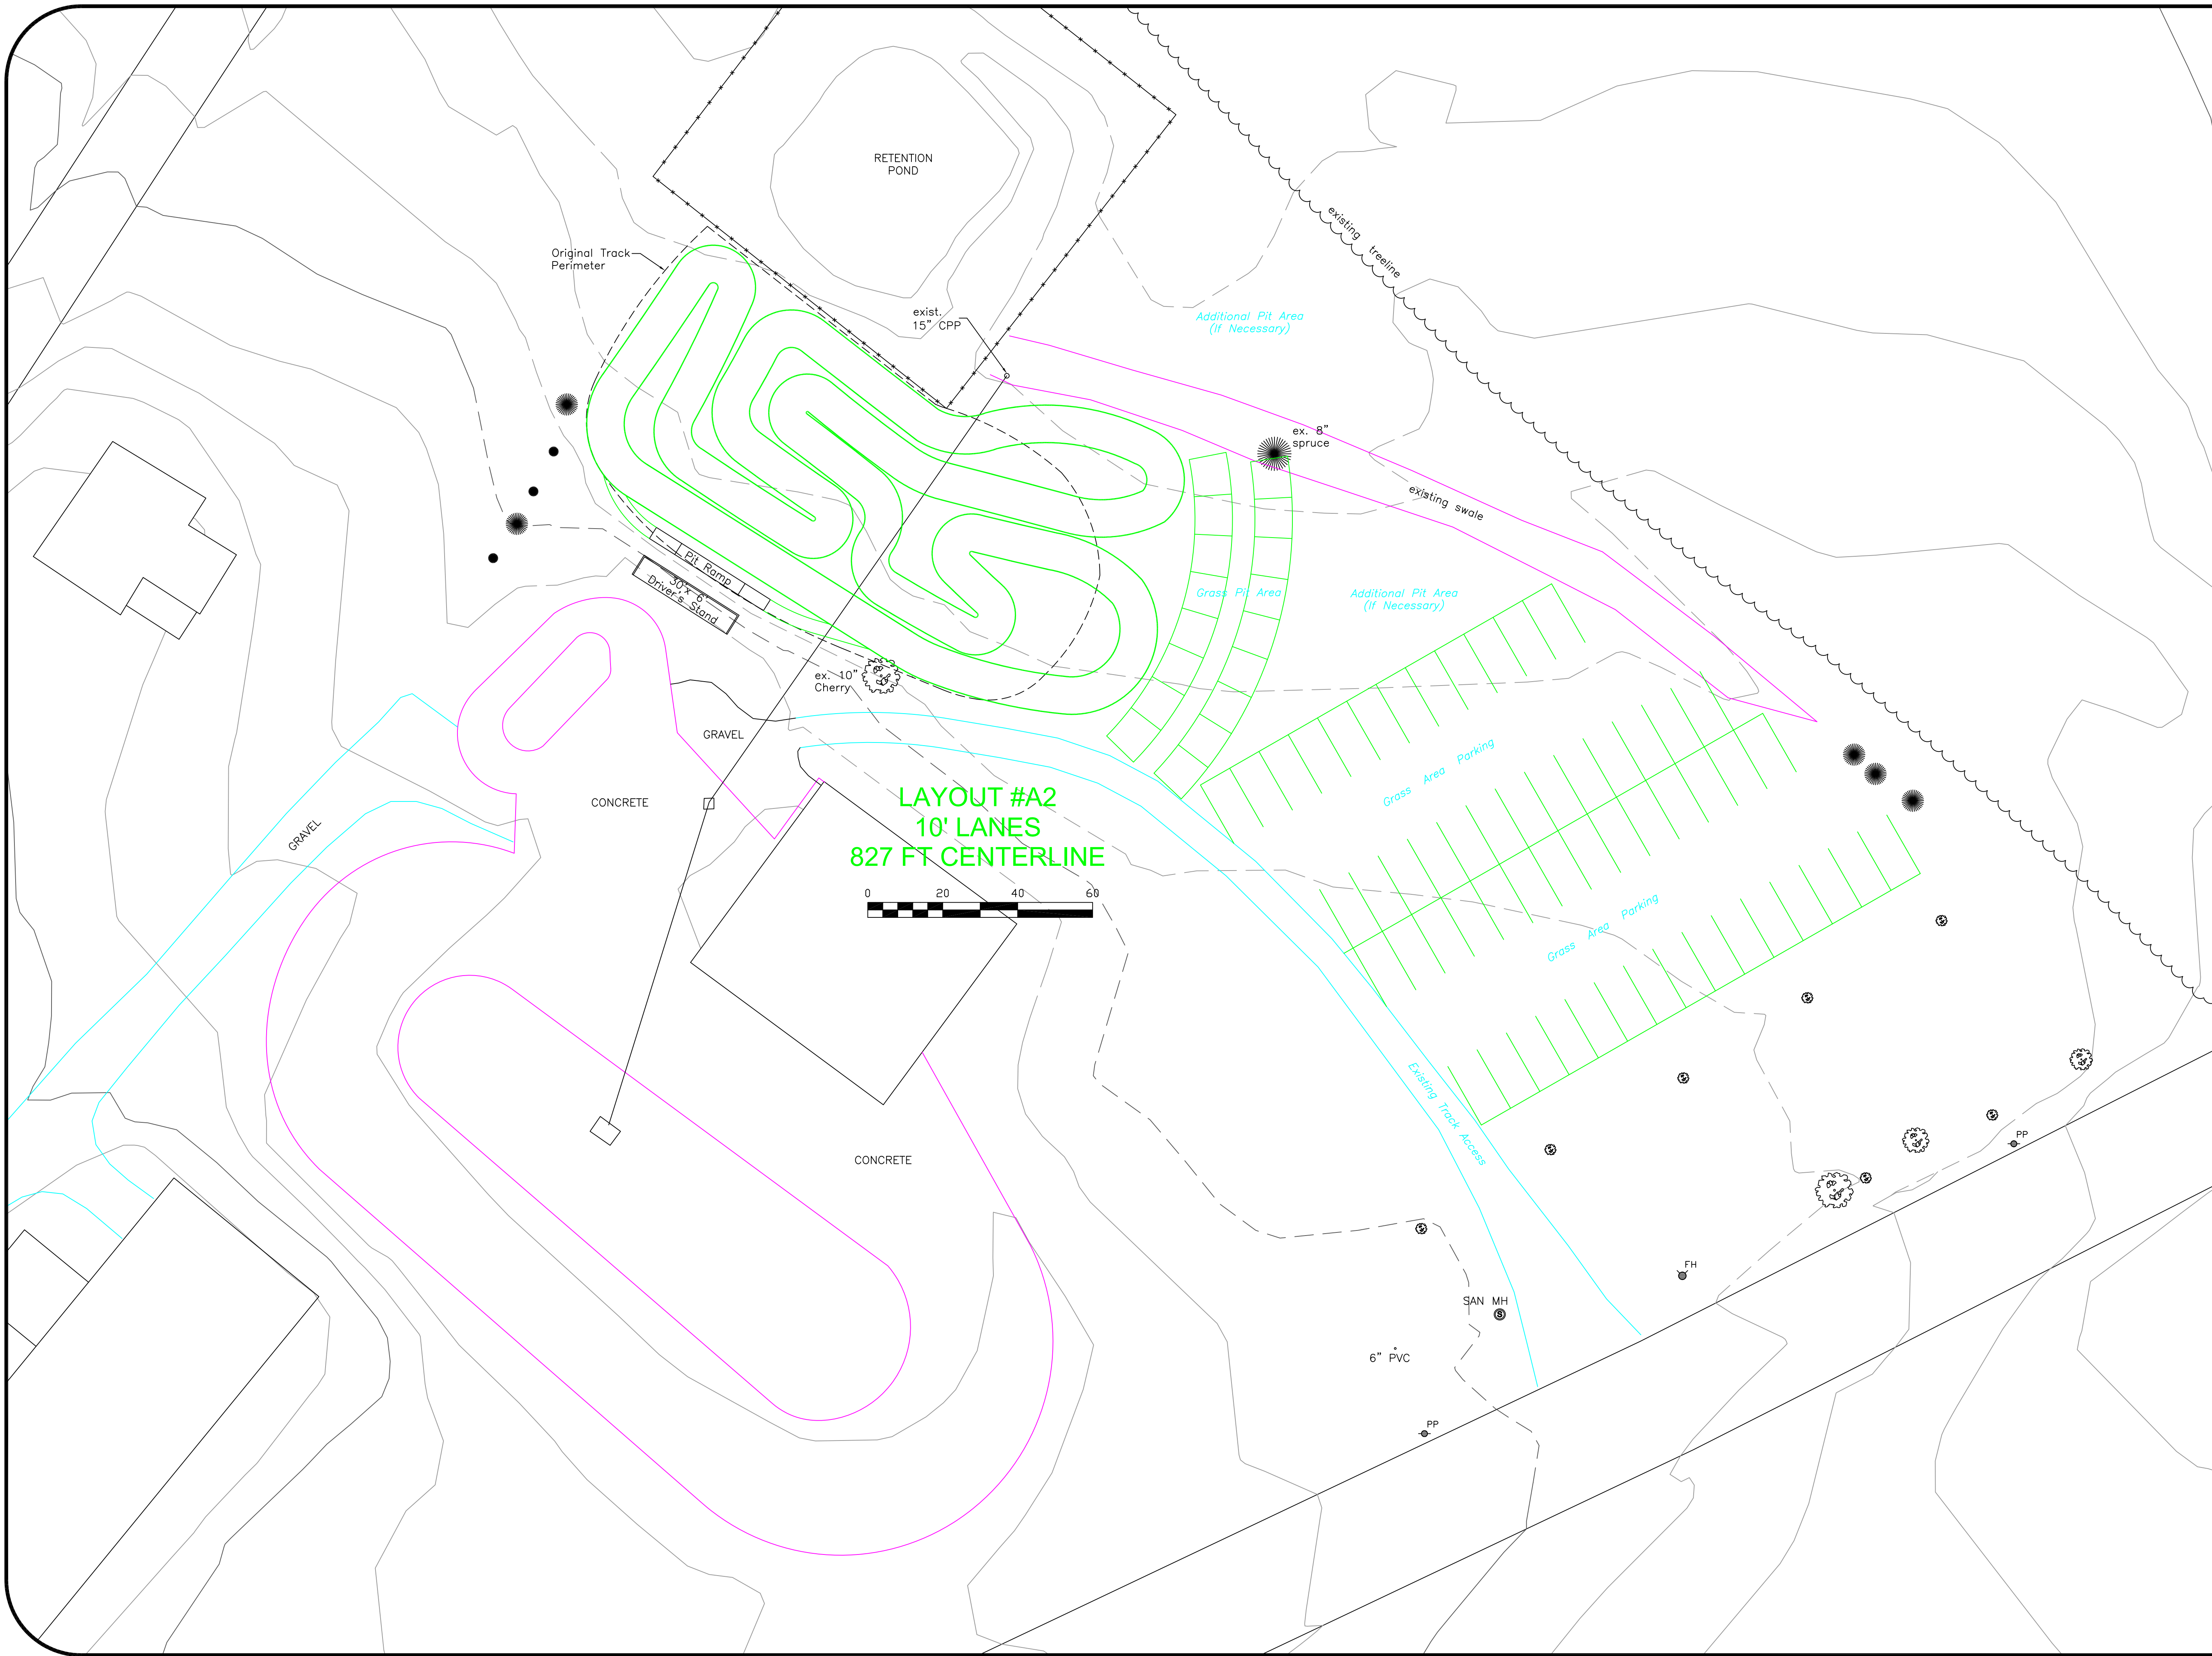 RETENTION
POND
existing treeline
Original Track
Perimeter
exist.
15" CPP
Additional Pit Area
(If Necessary)
ex. 8"
spruce
existing swale
Pit Ramp
30'x 6'
Driver's Stand
Grass Pit Area
Additional Pit Area
(If Necessary)
ex. 10"
Cherry
GRAVEL
Grass Area Parking
CONCRETE
GRAVEL
LAYOUT #A2
10' LANES
827 FT CENTERLINE
0 20 40 60
Grass Area Parking
Existing Track Access
CONCRETE
PP
FH
SAN MH
S
6" PVC
PP